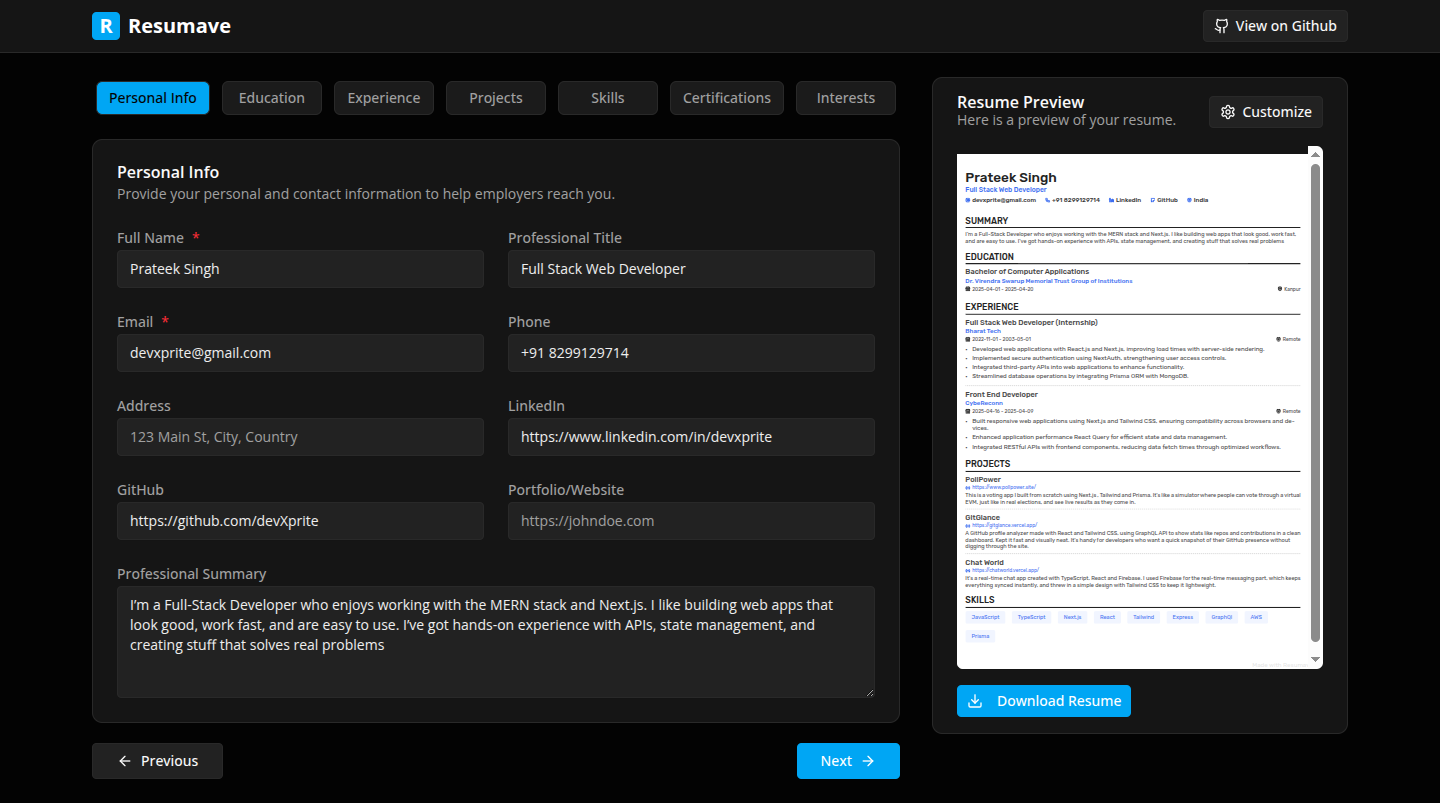 R Resumave
View on Github
Personal Info Education Experience Projects Skills Certifications Interests
Personal Info
Provide your personal and contact information to help employers reach you.
Full Name *
Prateek Singh
Professional Title
Full Stack Web Developer
Email *
devxprite@gmail.com
Phone
+91 8299129714
Address
123 Main St, City, Country
LinkedIn
https://www.linkedin.com/in/devxprite
GitHub
https://github.com/devXprite
Portfolio/Website
https://johndoe.com
Professional Summary
I’m a Full-Stack Developer who enjoys working with the MERN stack and Next.js. I like building web apps that
look good, work fast, and are easy to use. I’ve got hands-on experience with APIs, state management, and
creating stuff that solves real problems
Previous
Next
Resume Preview
Here is a preview of your resume.
Customize
Prateek Singh
Full Stack Web Developer
devxprite@gmail.com +91 8299129714 LinkedIn GitHub India
SUMMARY
I’m a Full-Stack Developer who enjoys working with the MERN stack and Next.js. I like building web apps that look good, work fast,
and are easy to use. I’ve got hands-on experience with APIs, state management, and creating stuff that solves real problems
EDUCATION
Bachelor of Computer Applications
Dr. Virendra Swarup Memorial Trust Group of Institutions
2025-04-01 - 2025-04-20 Kanpur
EXPERIENCE
Full Stack Web Developer (Internship)
Bharat Tech
2022-11-01 - 2003-05-01 Remote
• Developed web applications with React.js and Next.js, improving load times with server-side rendering.
• Implemented secure authentication using NextAuth, strengthening user access controls.
• Integrated third-party APIs into web applications to enhance functionality.
• Streamlined database operations by integrating Prisma ORM with MongoDB.
Front End Developer
CybeReconn
2025-04-16 - 2025-04-09 Remote
• Built responsive web applications using Next.js and Tailwind CSS, ensuring compatibility across browsers and de-
vices.
• Enhanced application performance React Query for efficient state and data management.
• Integrated RESTful APIs with frontend components, reducing data fetch times through optimized workflows.
PROJECTS
PollPower
https://www.pollpower.site/
This is a voting app I built from scratch using Next.js , Tailwind and Prisma. It’s like a simulator where people can vote through a virtual
EVM, just like in real elections, and see live results as they come in.
GitGlance
https://gitglance.vercel.app/
A GitHub profile analyzer made with React and Tailwind CSS, using GraphQL API to show stats like repos and contributions in a clean
dashboard. Kept it fast and visually neat. It’s handy for developers who want a quick snapshot of their GitHub presence without
digging through the site.
Chat World
https://chatworld.vercel.app/
It’s a real-time chat app created with TypeScript, React and Firebase. I used Firebase for the real-time messaging part, which keeps
everything synced instantly, and threw in a simple design with Tailwind CSS to keep it lightweight.
SKILLS
JavaScript TypeScript Next.js React Tailwind Express GraphQl AWS
Prisma
Download Resume